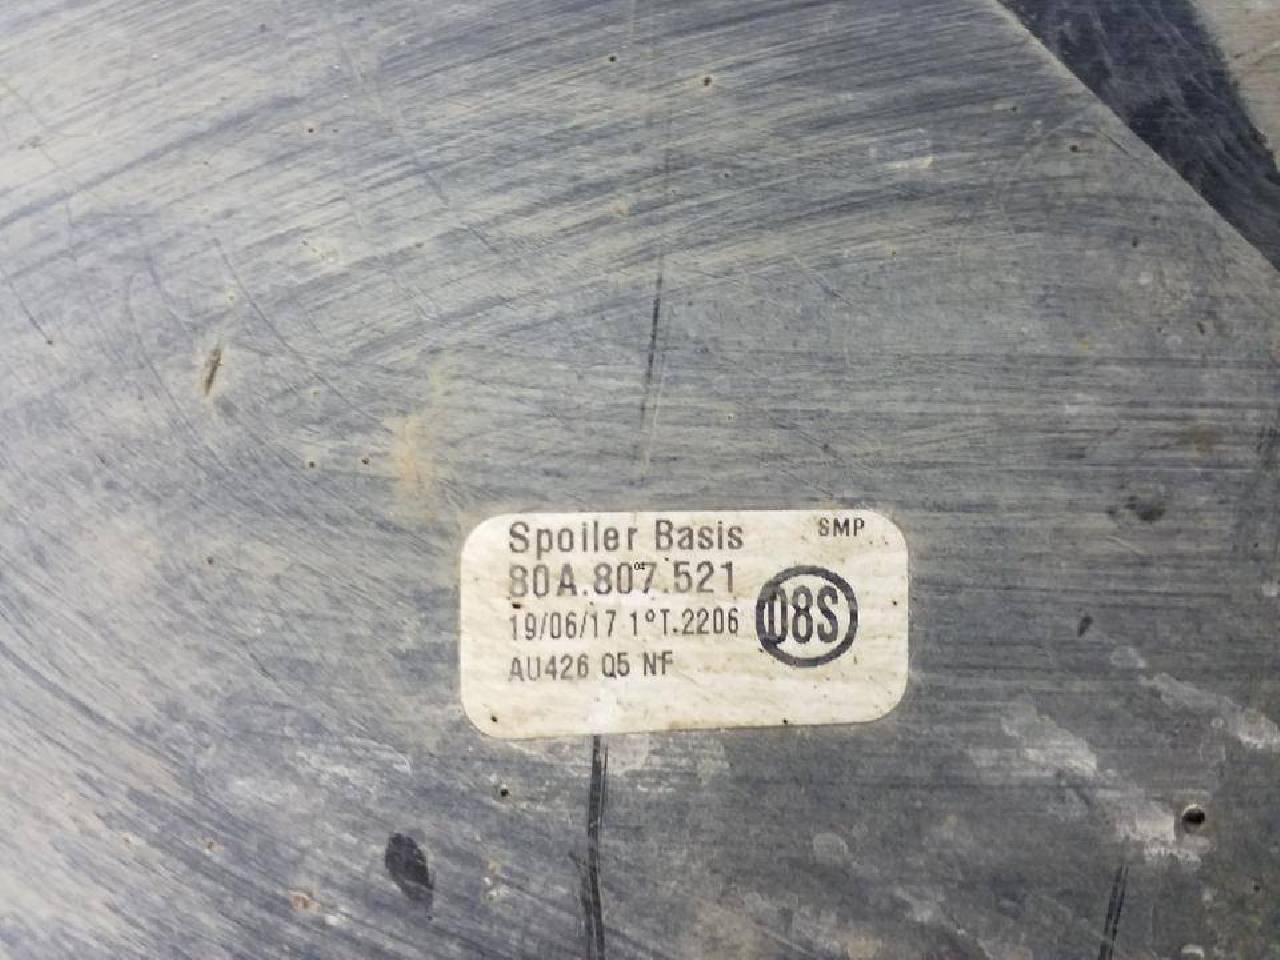 Spoiler Basis SMP
80A.807.521
19/06/17 1°T.2206 08S
AU426 Q5 NF